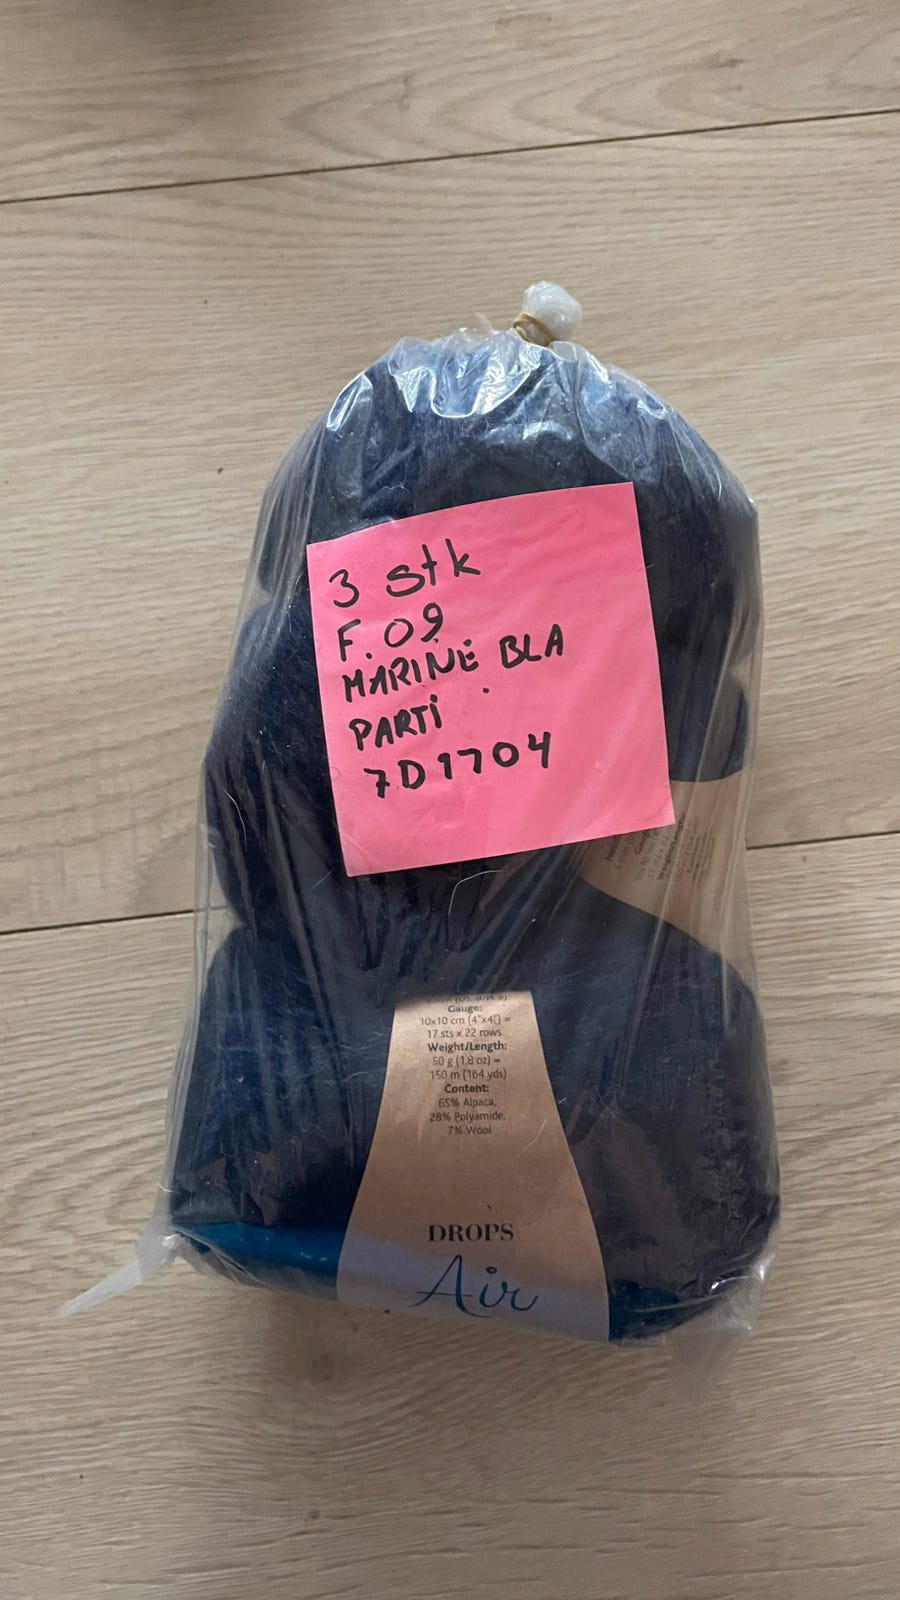 3 stk
F. 09
MARINE BLA
PARTI
7D1704
Gauge:
10x10 cm (4"x4") =
17 sts x 22 rows
Weight/Length:
50 g (1.8 oz) =
150 m (164 yds)
Content:
65% Alpaca,
28% Polyamide,
7% Wool
DROPS
Air